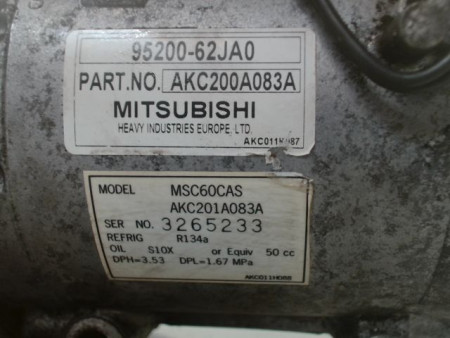 95200-62JA0
PART.NO. AKC200A083A
MITSUBISHI
HEAVY INDUSTRIES EUROPE, LTD.
MODEL MSC60CAS
AKC201A083A
SER NO. 3265233
REFRIG R134a
OIL S10X or Equiv 50 cc
DPH=3.53 DPL=1.67 MPa